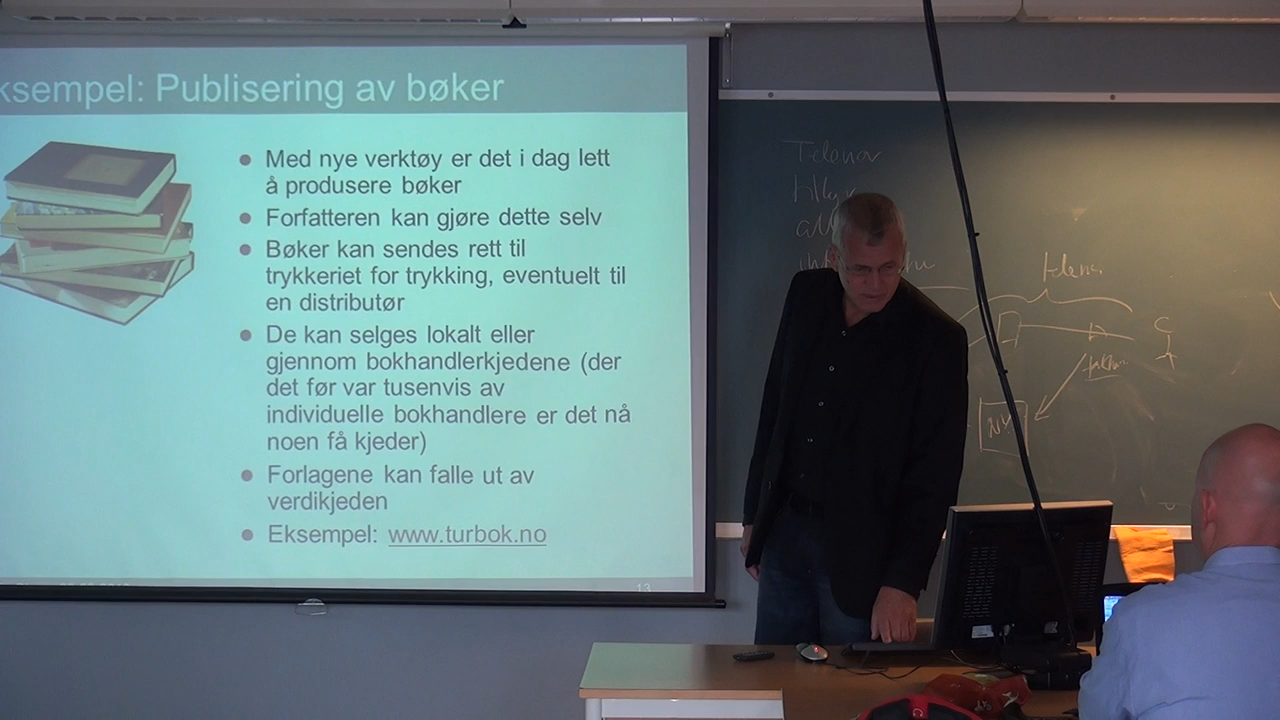 ksempel: Publisering av bøker
● Med nye verktøy er det i dag lett
å produsere bøker
● Forfatteren kan gjøre dette selv
● Bøker kan sendes rett til
trykkeriet for trykking, eventuelt til
en distributør
● De kan selges lokalt eller
gjennom bokhandlerkjedene (der
det før var tusenvis av
individuelle bokhandlere er det nå
noen få kjeder)
● Forlagene kan falle ut av
verdikjeden
● Eksempel: www.turbok.no
13
Telenor